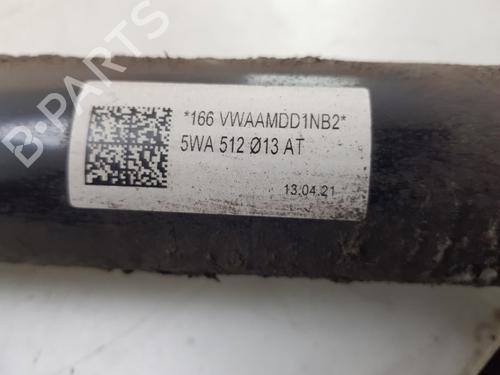 *166 VWAAMDD1NB2*
5WA 512 Ø13 AT
13.04.21
B-PARTS